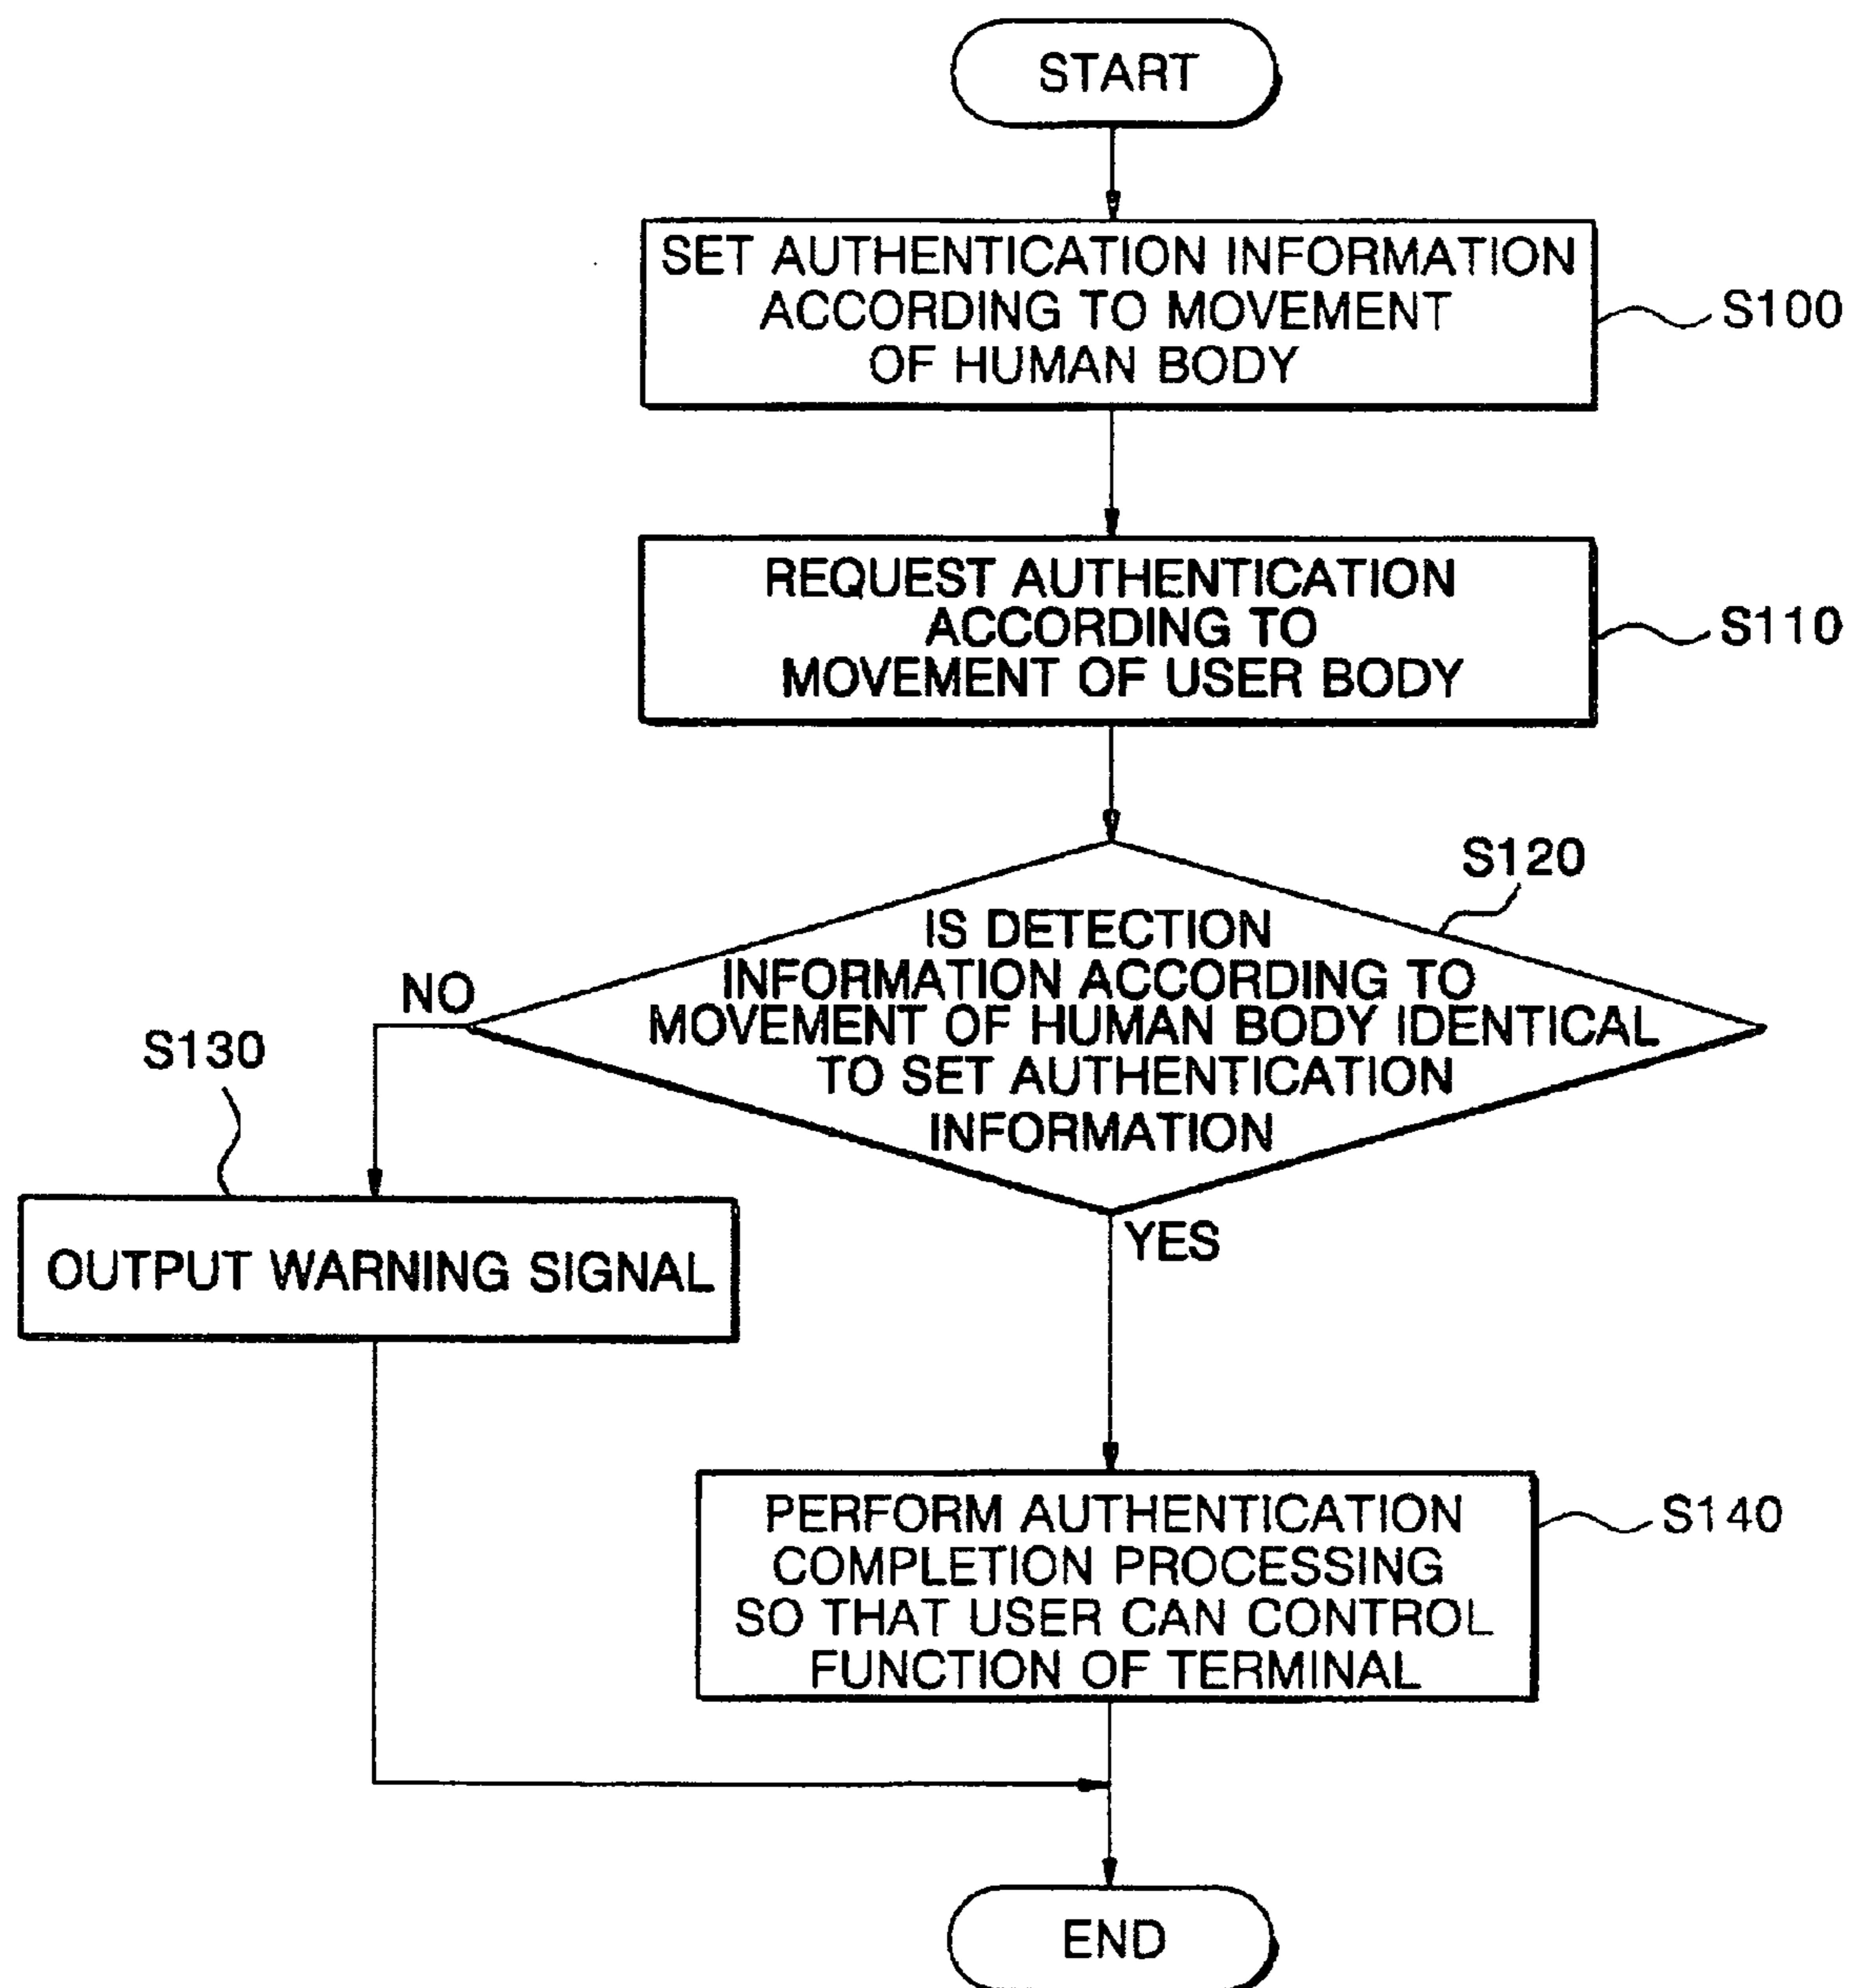 START
SET AUTHENTICATION INFORMATION
ACCORDING TO MOVEMENT
OF HUMAN BODY
S100
REQUEST AUTHENTICATION
ACCORDING TO
MOVEMENT OF USER BODY
S110
S120
IS DETECTION
INFORMATION ACCORDING TO
MOVEMENT OF HUMAN BODY IDENTICAL
TO SET AUTHENTICATION
INFORMATION
NO
S130
OUTPUT WARNING SIGNAL
YES
PERFORM AUTHENTICATION
COMPLETION PROCESSING
SO THAT USER CAN CONTROL
FUNCTION OF TERMINAL
S140
END